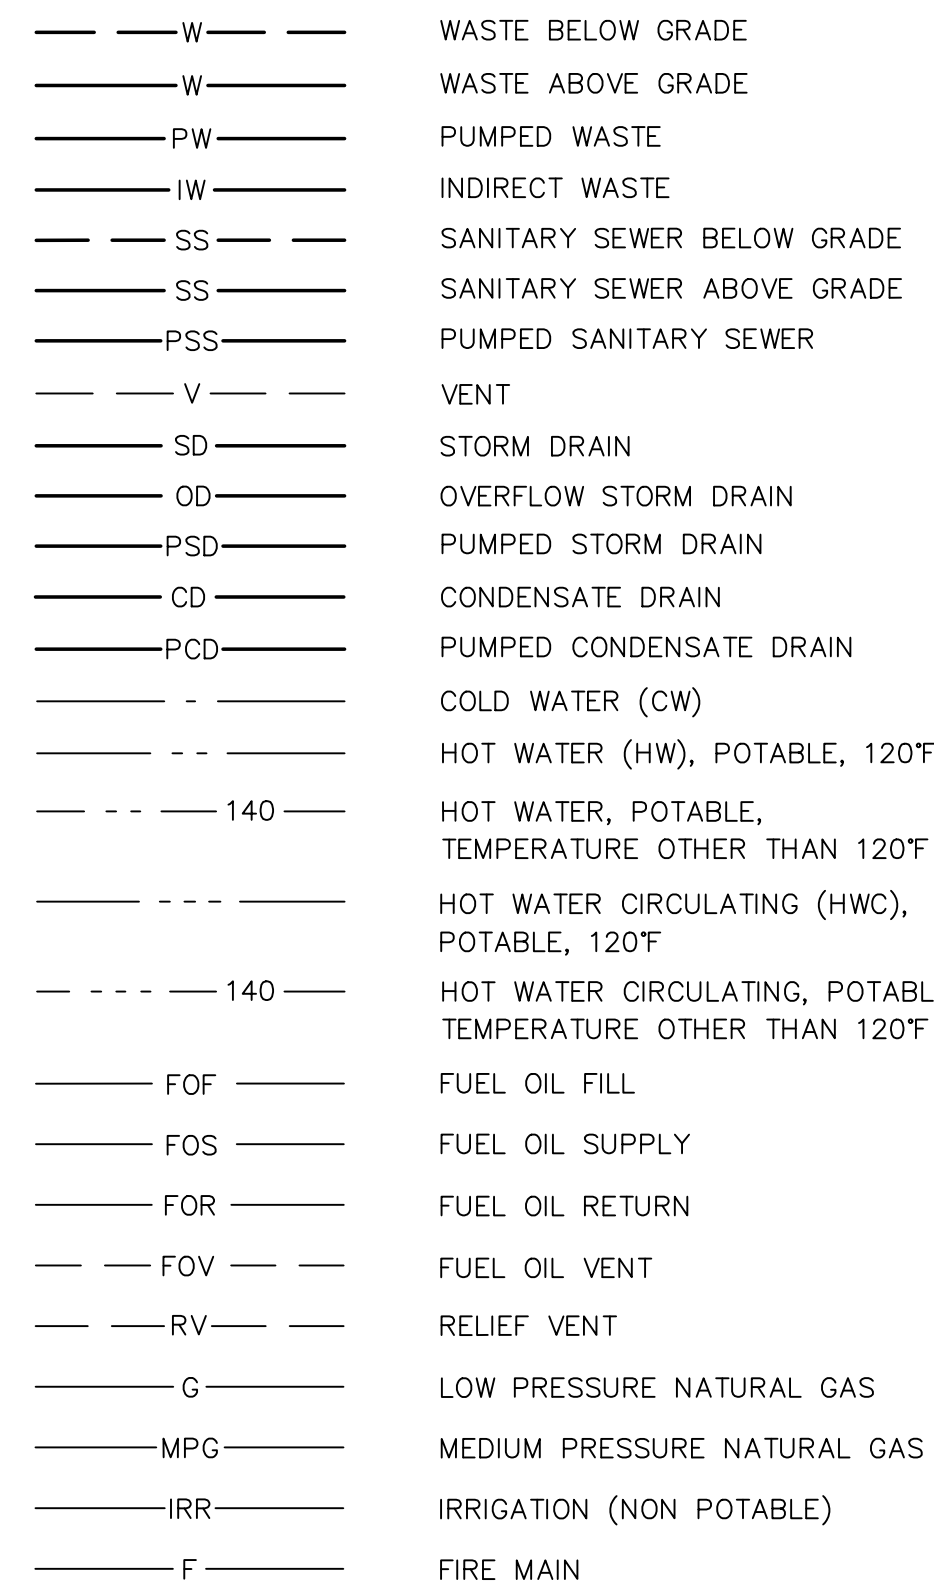 W WASTE BELOW GRADE
W WASTE ABOVE GRADE
PW PUMPED WASTE
IW INDIRECT WASTE
SS SANITARY SEWER BELOW GRADE
SS SANITARY SEWER ABOVE GRADE
PSS PUMPED SANITARY SEWER
V VENT
SD STORM DRAIN
OD OVERFLOW STORM DRAIN
PSD PUMPED STORM DRAIN
CD CONDENSATE DRAIN
PCD PUMPED CONDENSATE DRAIN
COLD WATER (CW)
HOT WATER (HW), POTABLE, 120°F
140 HOT WATER, POTABLE,
TEMPERATURE OTHER THAN 120°F
HOT WATER CIRCULATING (HWC),
POTABLE, 120°F
140 HOT WATER CIRCULATING, POTABL
TEMPERATURE OTHER THAN 120°F
FOF FUEL OIL FILL
FOS FUEL OIL SUPPLY
FOR FUEL OIL RETURN
FOV FUEL OIL VENT
RV RELIEF VENT
G LOW PRESSURE NATURAL GAS
MPG MEDIUM PRESSURE NATURAL GAS
IRR IRRIGATION (NON POTABLE)
F FIRE MAIN